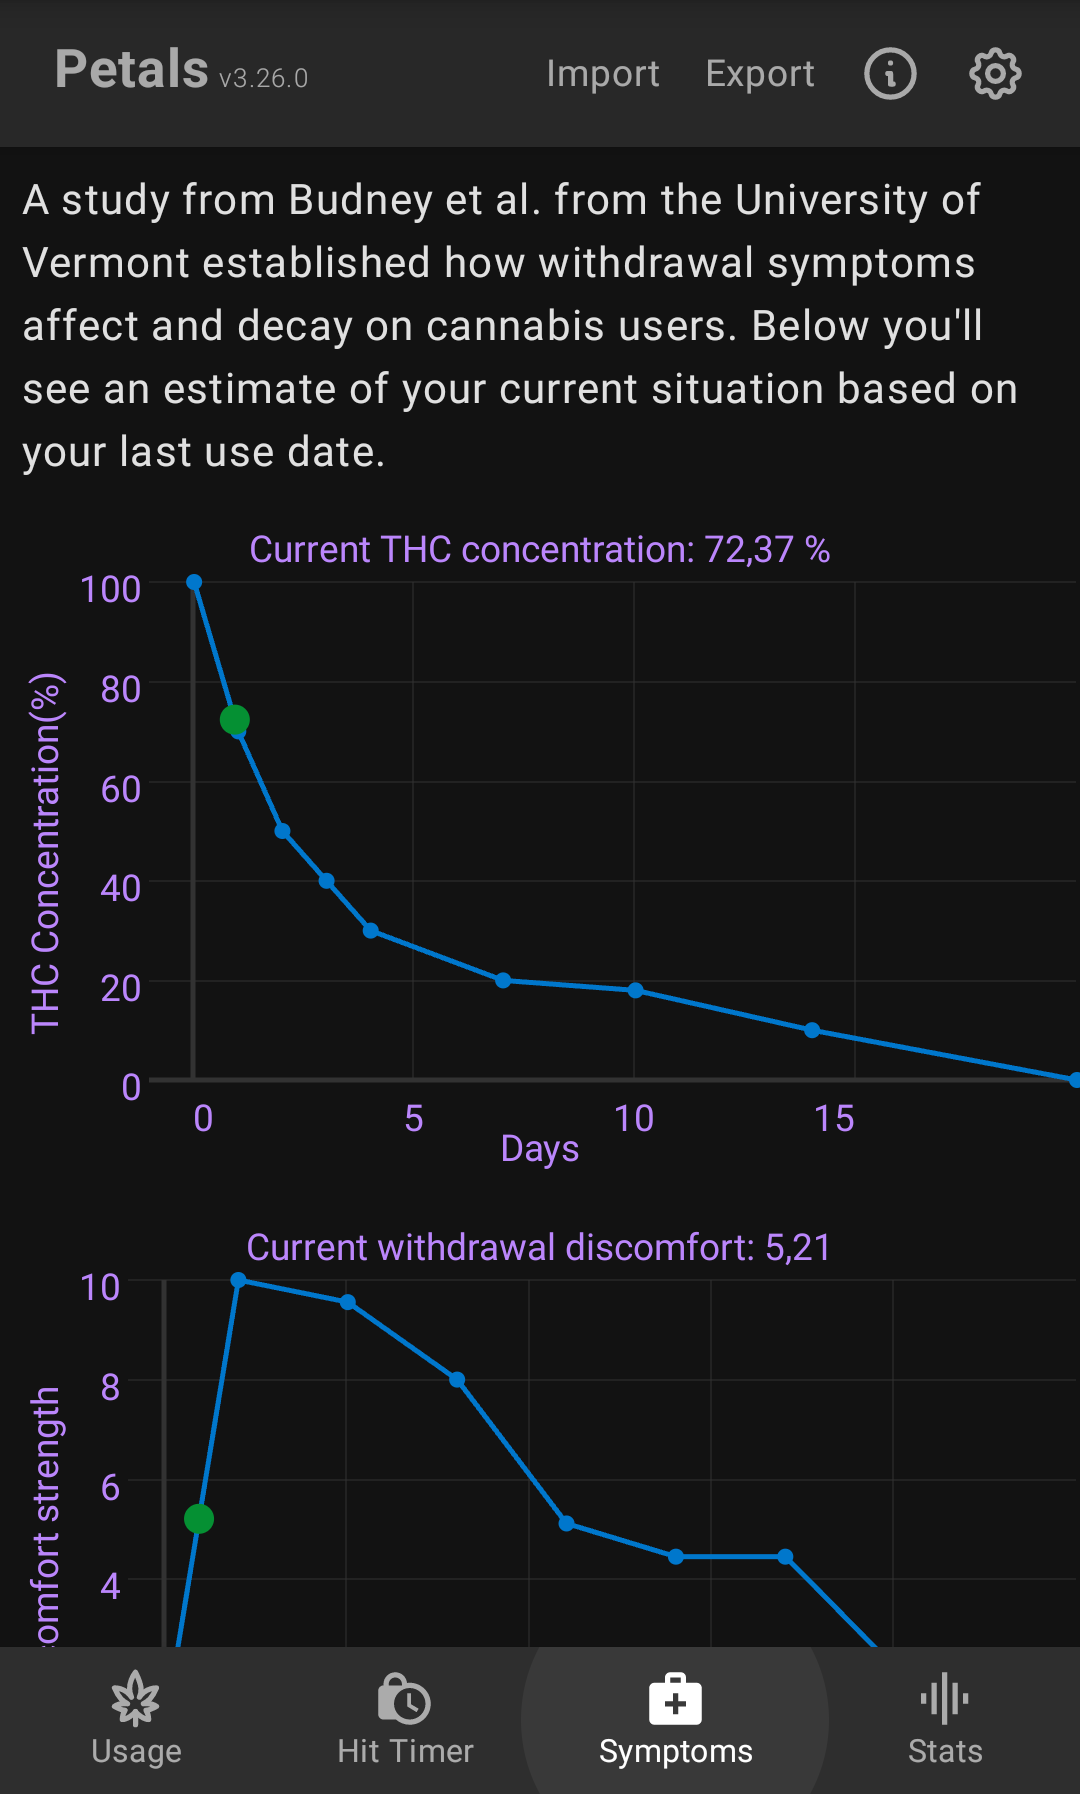 Petals v3.26.0 Import Export
A study from Budney et al. from the University of
Vermont established how withdrawal symptoms
affect and decay on cannabis users. Below you'll
see an estimate of your current situation based on
your last use date.
Current THC concentration: 72,37 %
THC Concentration(%)
100
80
60
40
20
0
0 5 10 15
Days
Current withdrawal discomfort: 5,21
comfort strength
10
8
6
4
Usage Hit Timer Symptoms Stats